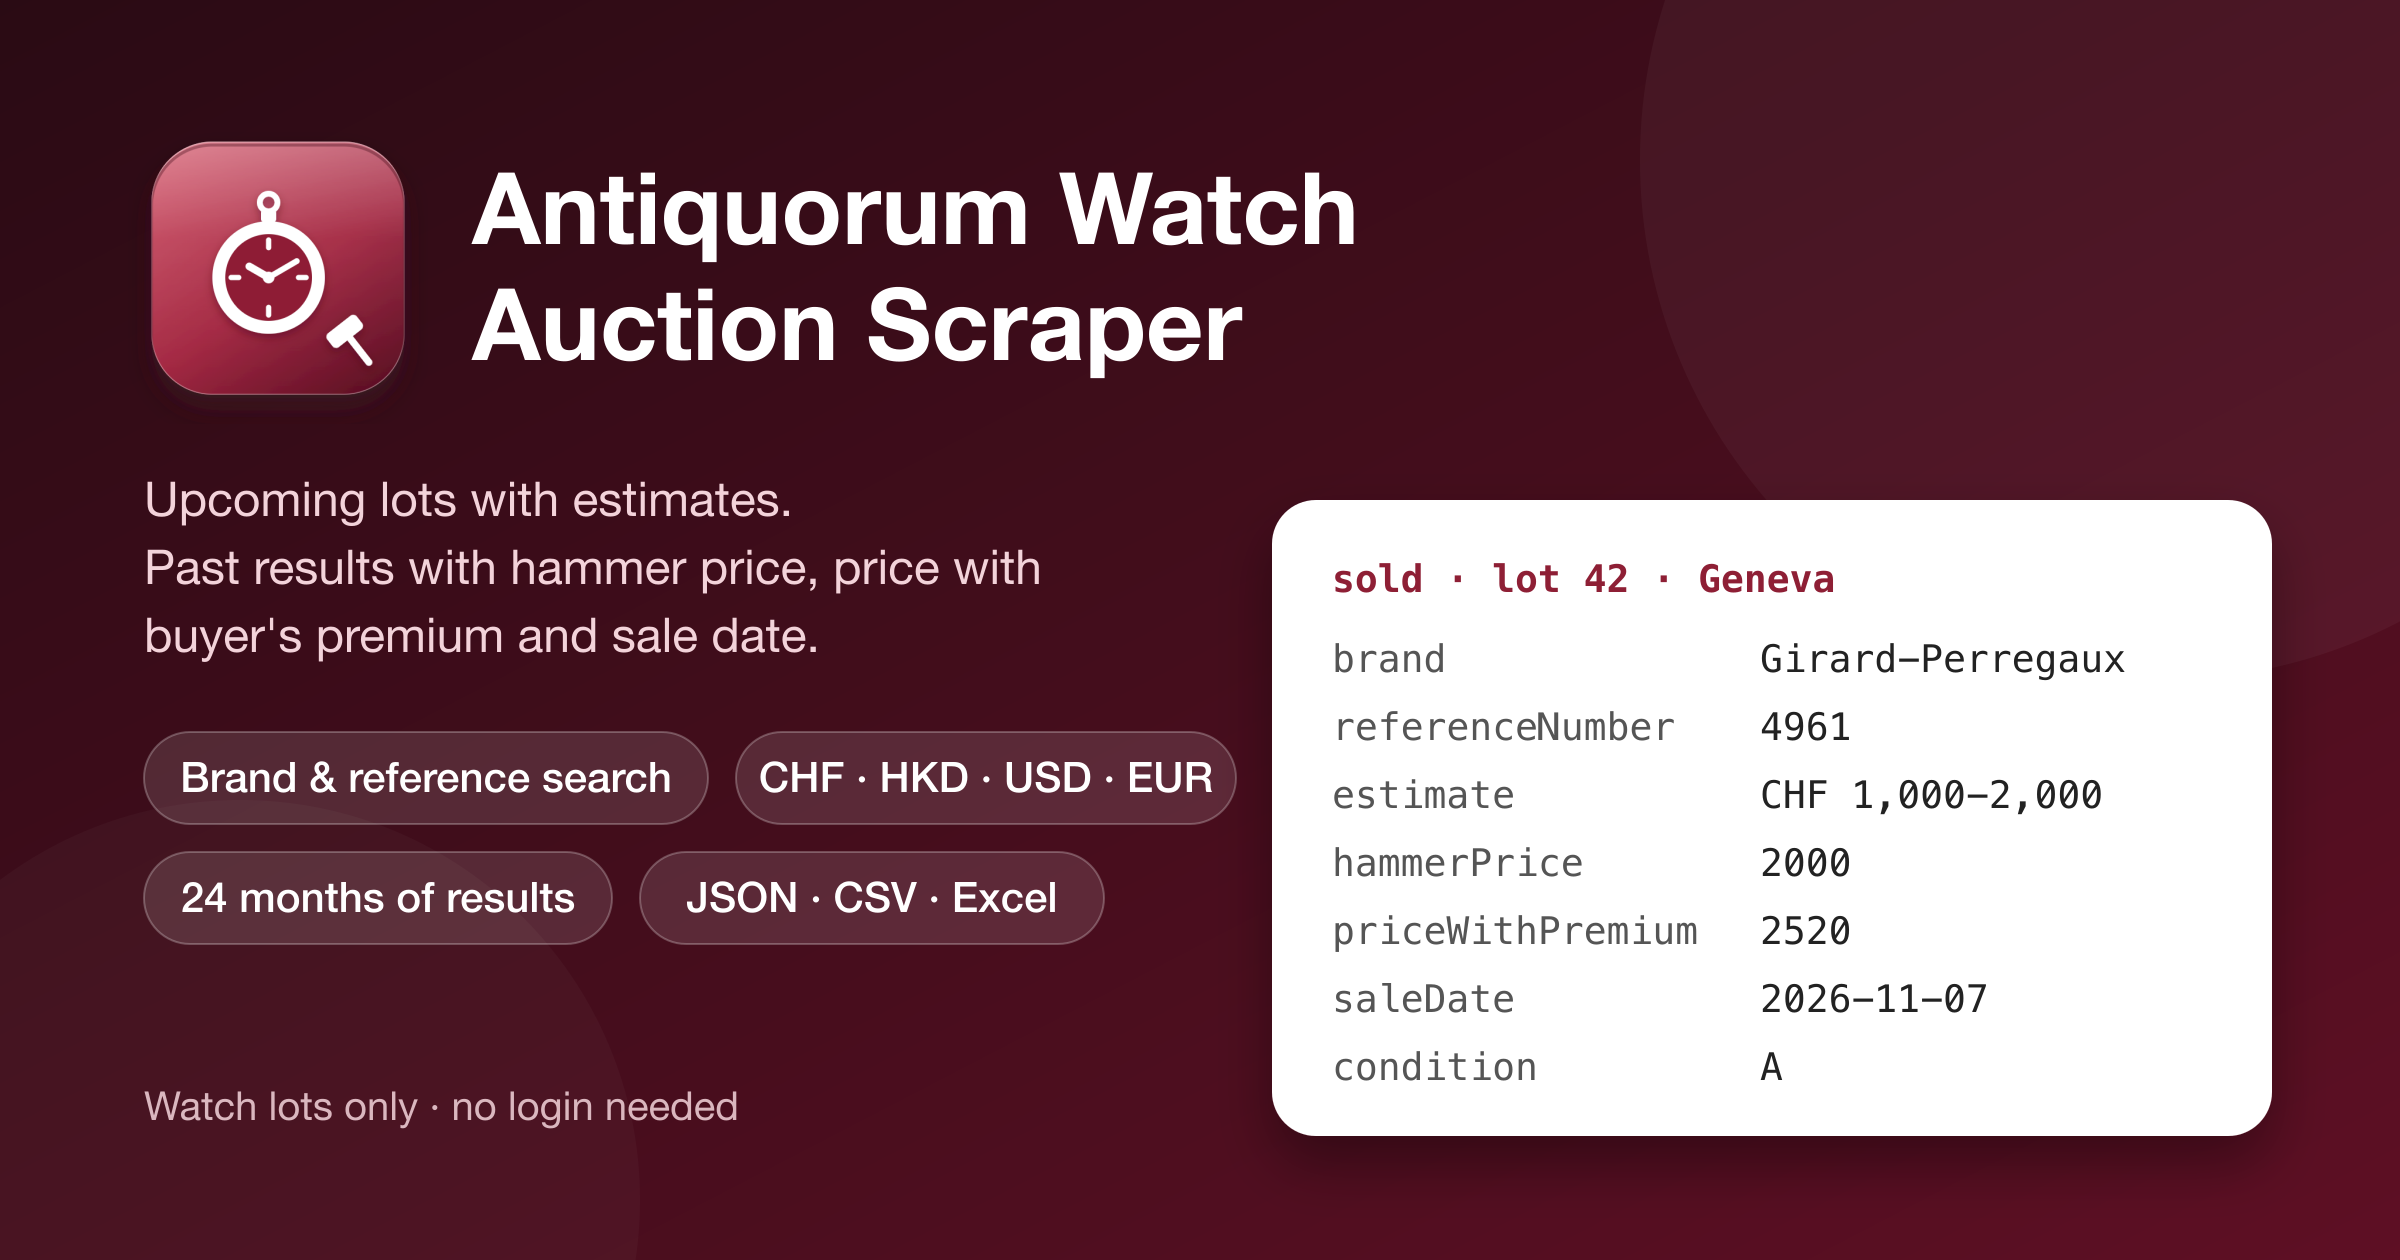 Antiquorum Watch
Auction Scraper
Upcoming lots with estimates.
Past results with hammer price, price with
buyer's premium and sale date.
Brand & reference search
CHF · HKD · USD · EUR
24 months of results
JSON · CSV · Excel
Watch lots only · no login needed
sold · lot 42 · Geneva
brand Girard–Perregaux
referenceNumber 4961
estimate CHF 1,000–2,000
hammerPrice 2000
priceWithPremium 2520
saleDate 2026–11–07
condition A